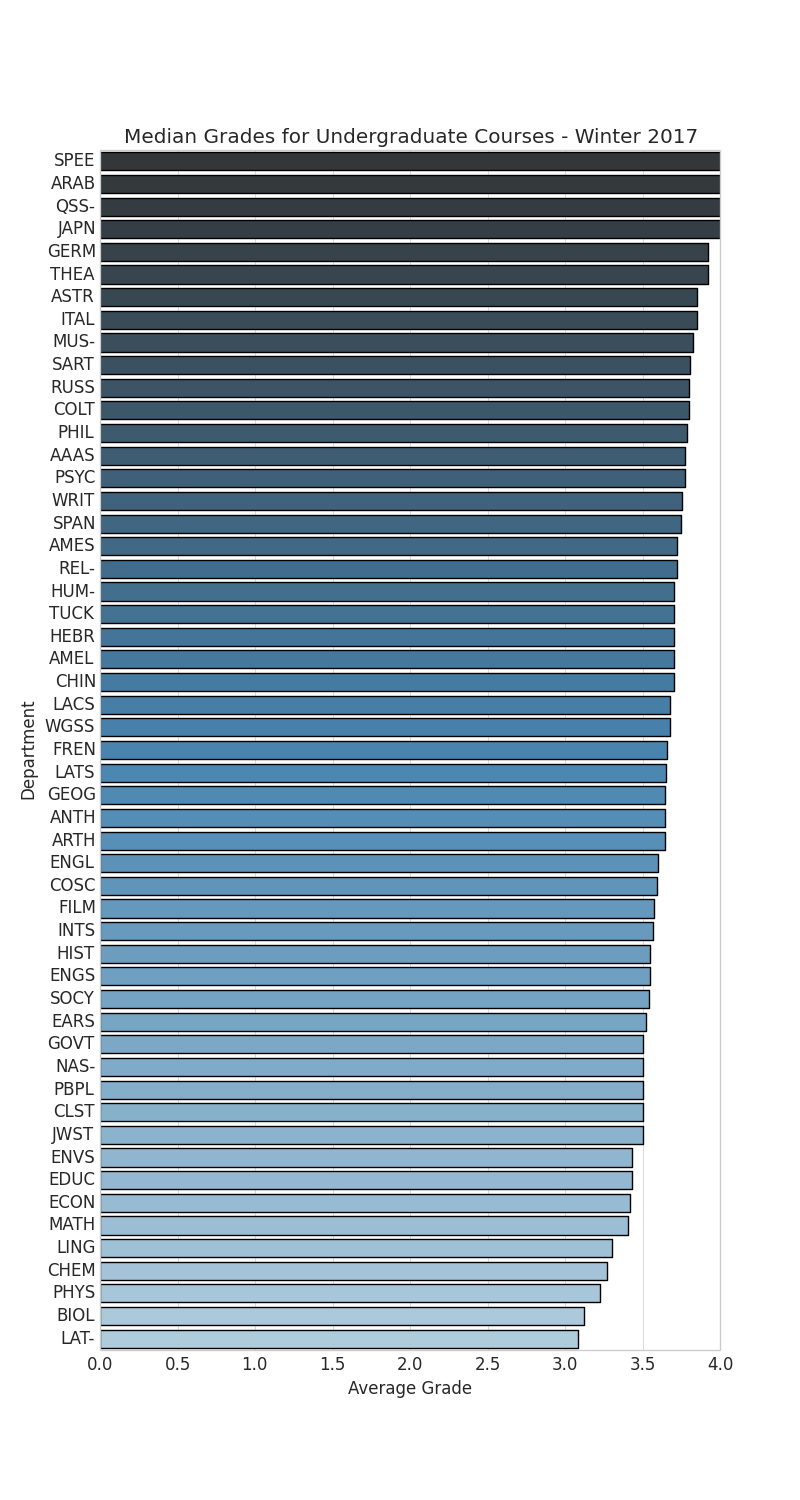 Median Grades for Undergraduate Courses - Winter 2017
SPEE
ARAB
QSS-
JAPN
GERM
THEA
ASTR
ITAL
MUS-
SART
RUSS
COLT
PHIL
AAAS
PSYC
WRIT
SPAN
AMES
REL-
HUM-
TUCK
HEBR
AMEL
CHIN
LACS
WGSS
FREN
LATS
GEOG
ANTH
ARTH
ENGL
COSC
FILM
INTS
HIST
ENGS
SOCY
EARS
GOVT
NAS-
PBPL
CLST
JWST
ENVS
EDUC
ECON
MATH
LING
CHEM
PHYS
BIOL
LAT-
Department
0.0 0.5 1.0 1.5 2.0 2.5 3.0 3.5 4.0
Average Grade